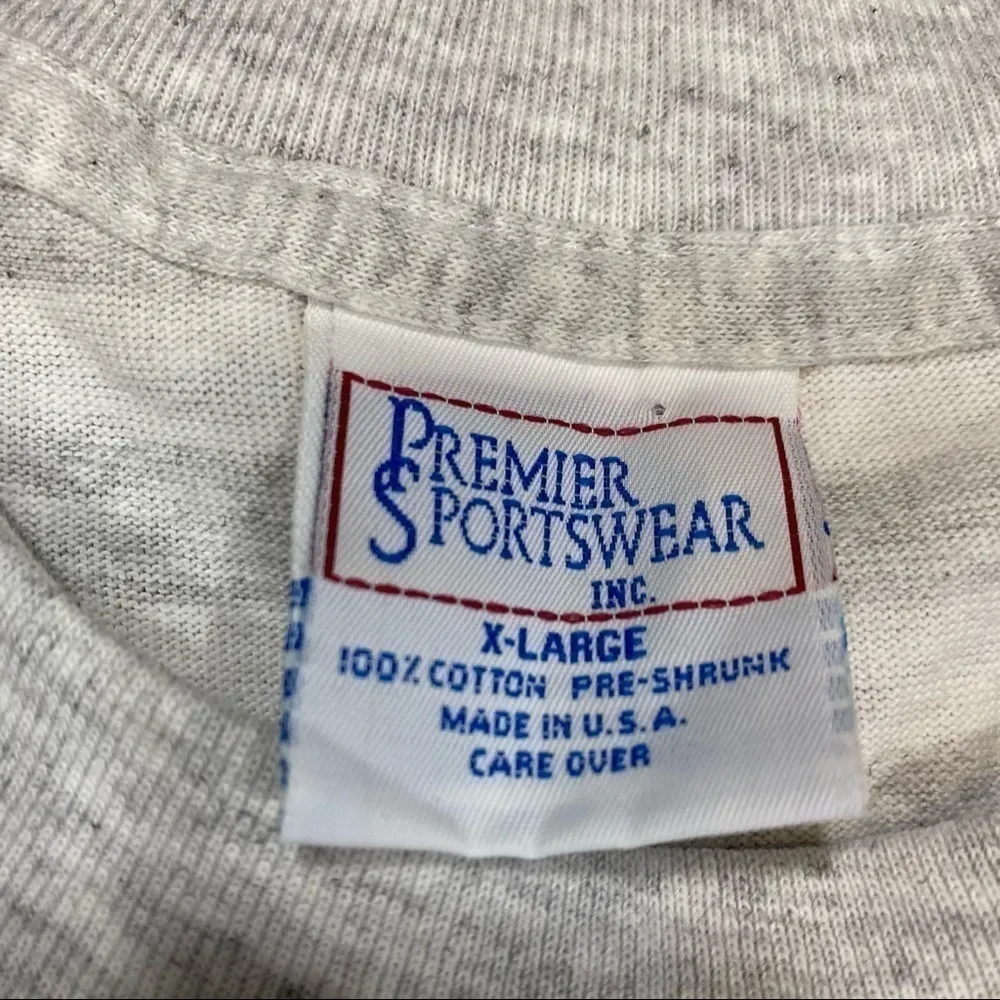 PREMIER
SPORTSWEAR
INC.
X-LARGE
100% COTTON PRE-SHRUNK
MADE IN U.S.A.
CARE OVER